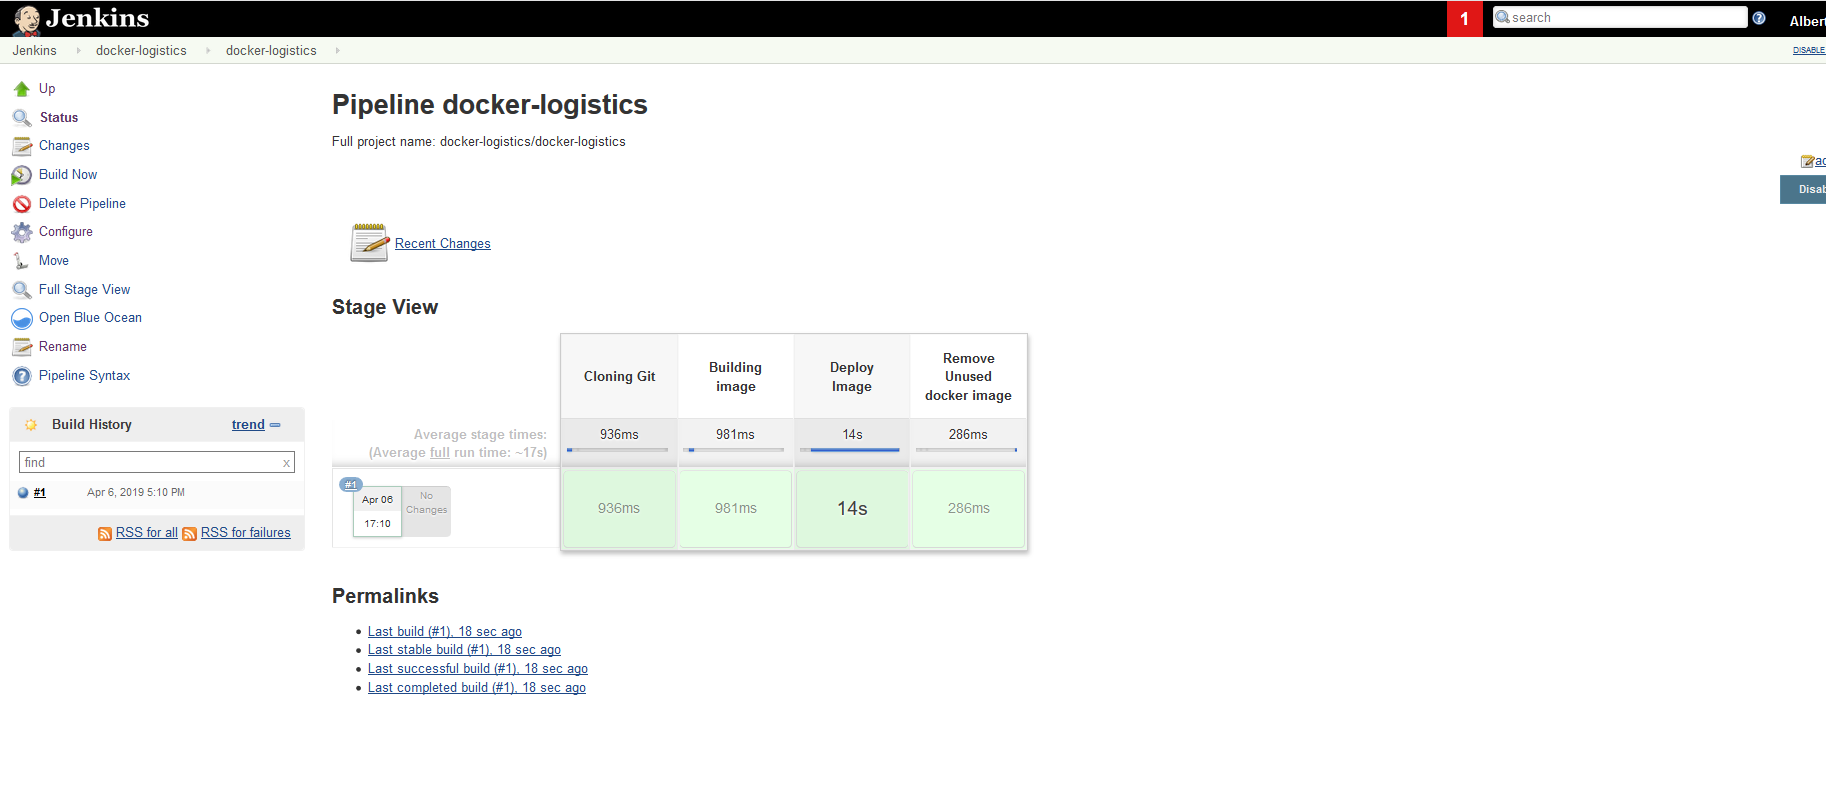 Jenkins
1
search
Alber
Jenkins docker-logistics docker-logistics
DISABLE
Up
Status
Changes
Build Now
Delete Pipeline
Configure
Move
Full Stage View
Open Blue Ocean
Rename
Pipeline Syntax
Build History trend
find x
#1 Apr 6, 2019 5:10 PM
RSS for all RSS for failures
Pipeline docker-logistics
Full project name: docker-logistics/docker-logistics
ad
Disab
Recent Changes
Stage View
Cloning Git
Building
image
Deploy
Image
Remove
Unused
docker image
Average stage times:
(Average full run time: ~17s)
936ms 981ms 14s 286ms
#1
Apr 06
17:10
No
Changes
936ms 981ms 14s 286ms
Permalinks
Last build (#1), 18 sec ago
Last stable build (#1), 18 sec ago
Last successful build (#1), 18 sec ago
Last completed build (#1), 18 sec ago